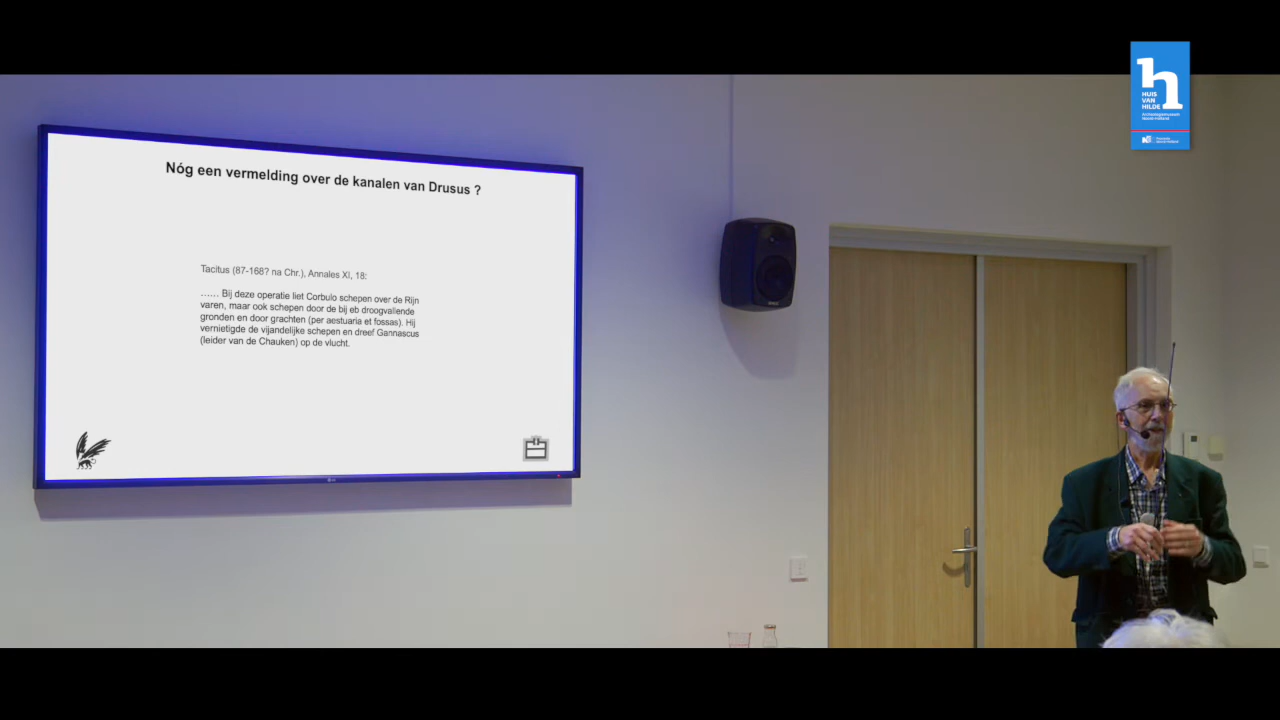 Nóg een vermelding over de kanalen van Drusus ?
Tacitus (87-168? na Chr.), Annales XI, 18:
...... Bij deze operatie liet Corbulo schepen over de Rijn
varen, maar ook schepen door de bij eb droogvallende
gronden en door grachten (per aestuaria et fossas). Hij
vernietigde de vijandelijke schepen en dreef Gannascus
(leider van de Chauken) op de vlucht.
h
HUIS
VAN
HILDE
Archeologiemuseum
Noord-Holland